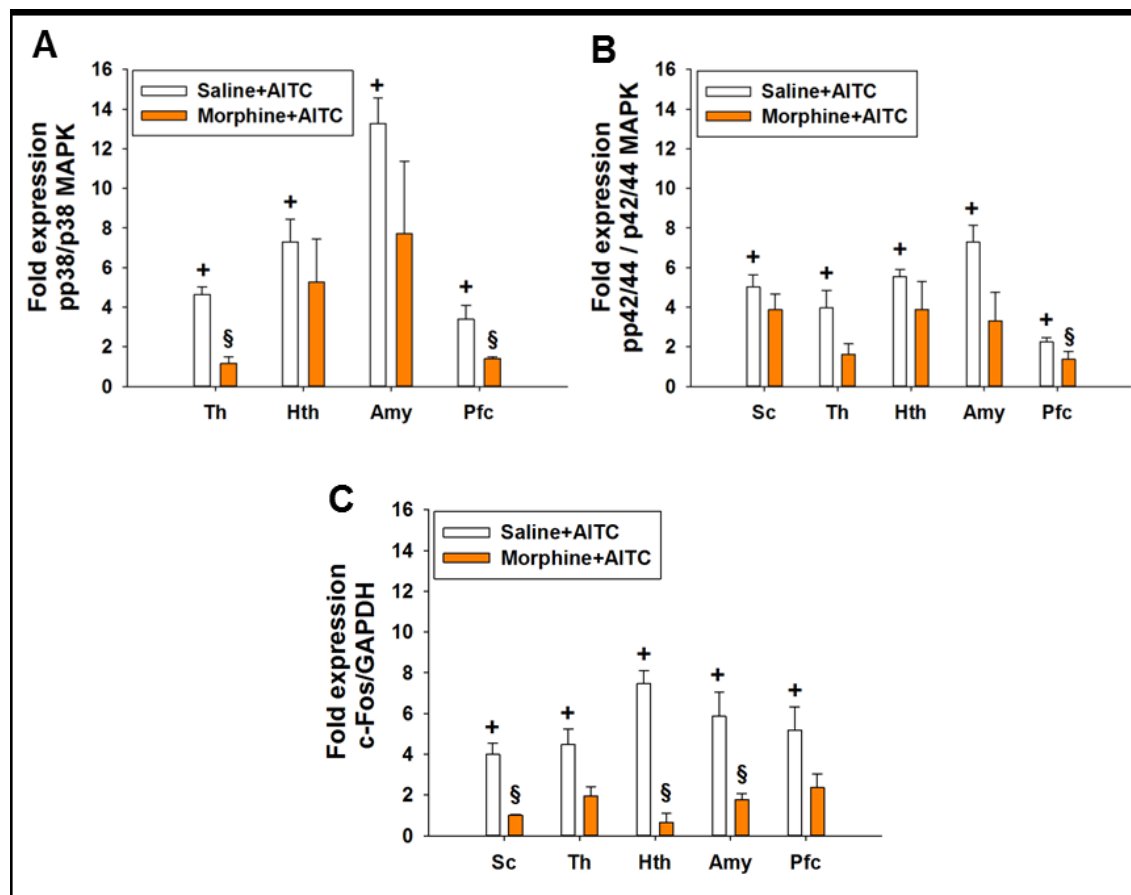 A
Fold expression
pp38/p38 MAPK
16
14
12
10
8
6
4
2
0
Saline+AITC
Morphine+AITC
+
§
+
+
+
§
Th Hth Amy Pfc
B
Fold expression
pp42/44 / p42/44 MAPK
16
14
12
10
8
6
4
2
0
Saline+AITC
Morphine+AITC
+
+
+
+
+
§
Sc Th Hth Amy Pfc
C
Fold expression
c-Fos/GAPDH
16
14
12
10
8
6
4
2
0
Saline+AITC
Morphine+AITC
+
§
+
+
§
+
§
+
Sc Th Hth Amy Pfc